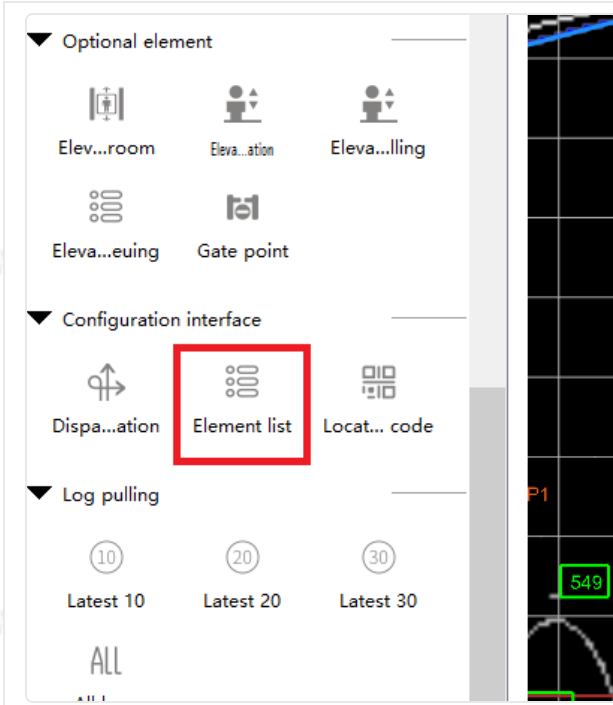 Optional element
Elev...room Eleva...ation Eleva...lling
Eleva...euing Gate point
Configuration interface
Dispa...ation Element list Locat... code
Log pulling
10 20 30
Latest 10 Latest 20 Latest 30
ALL
P1
549